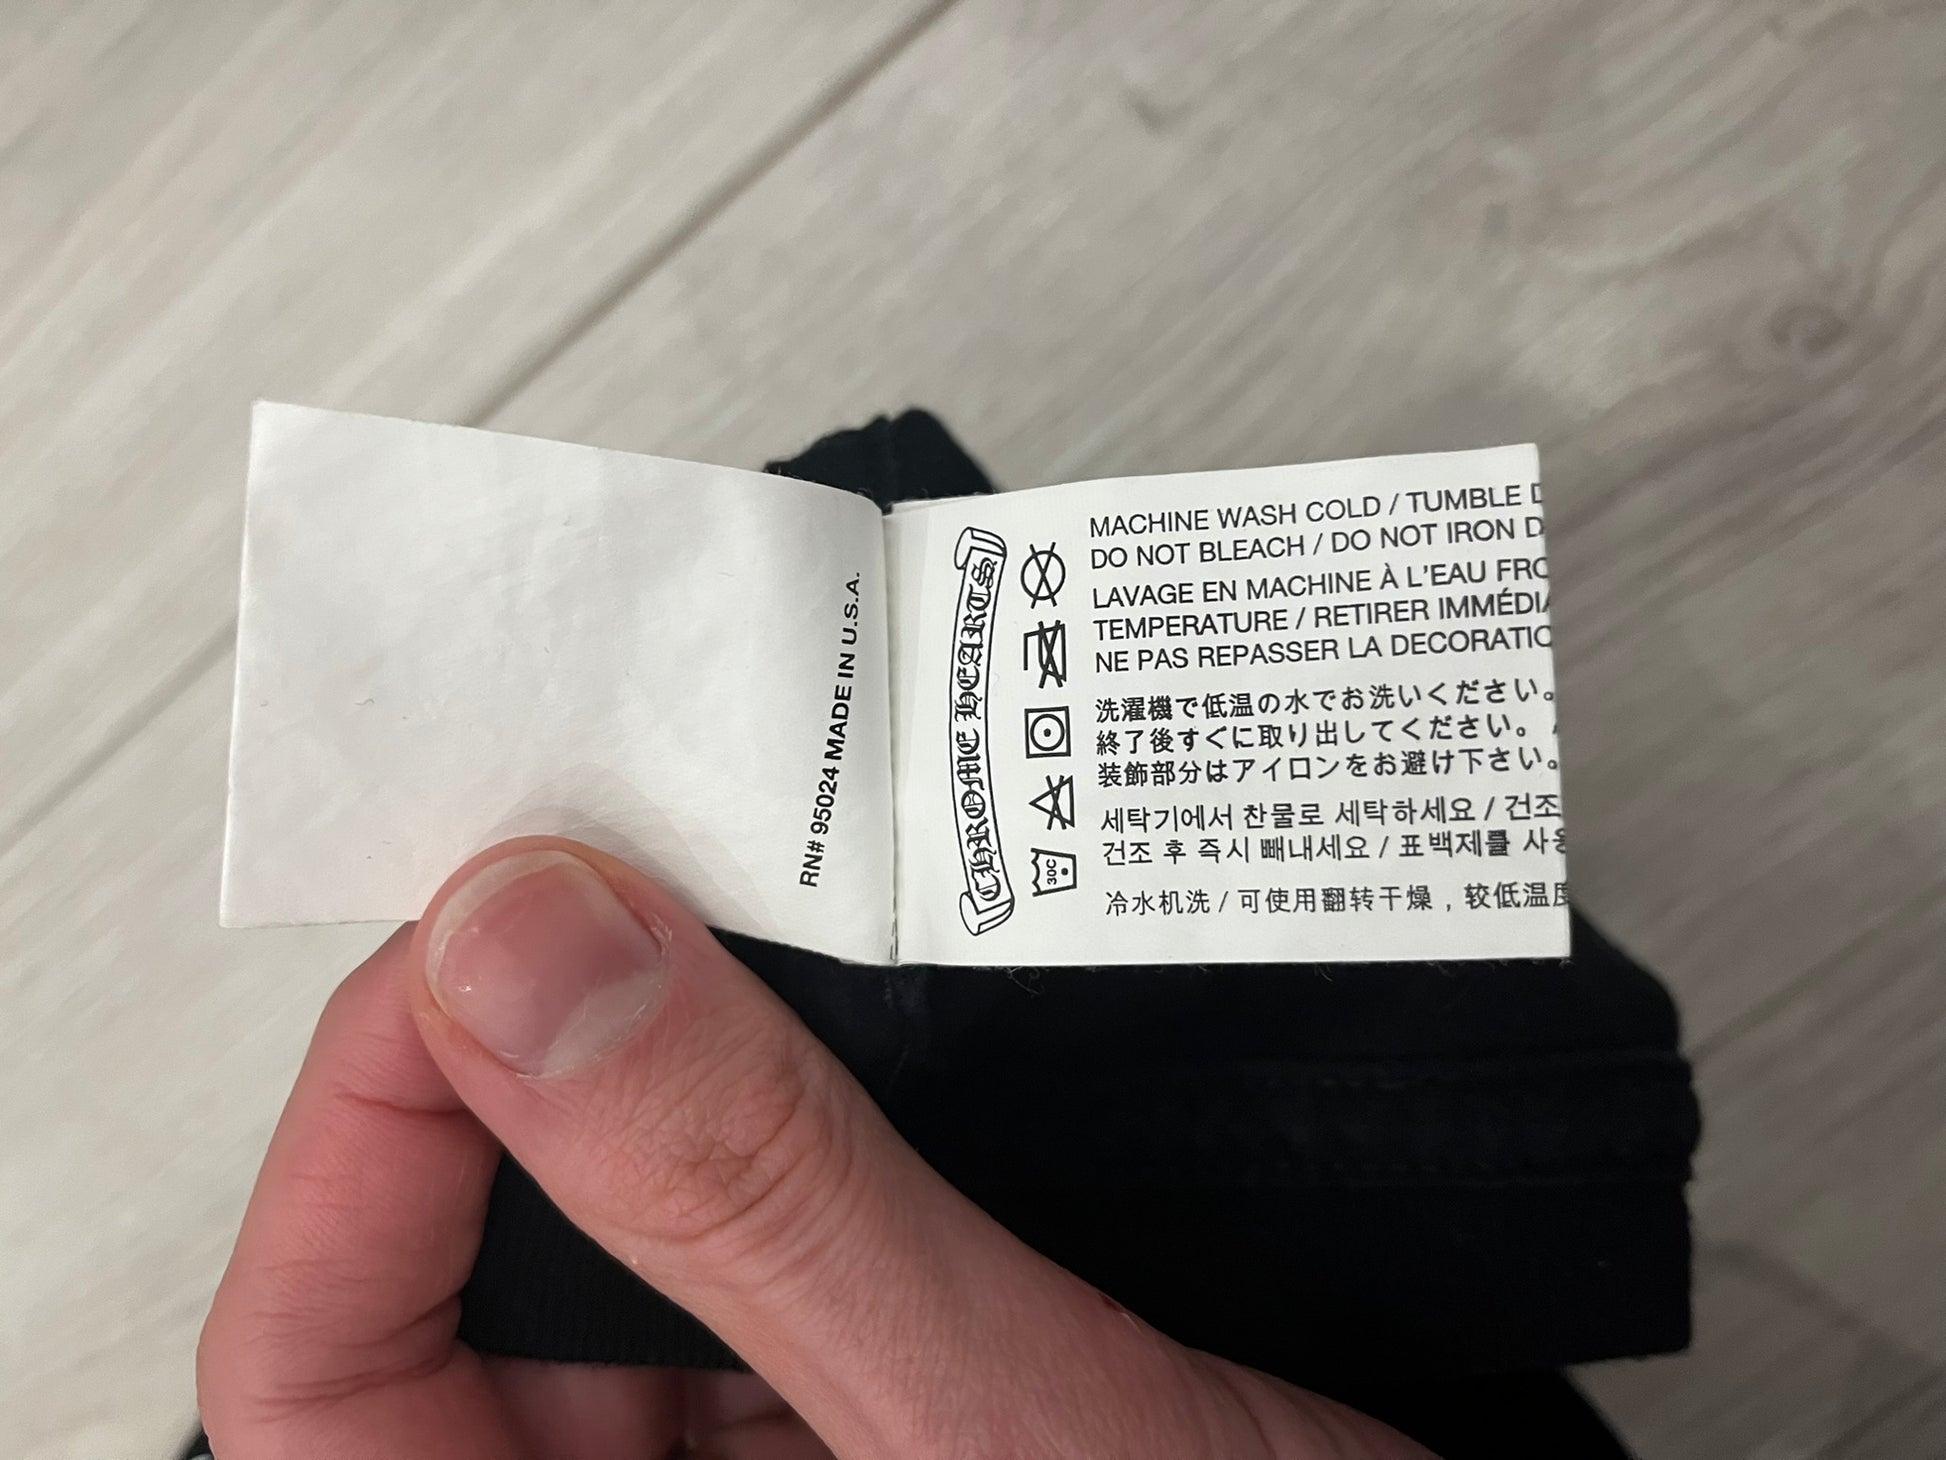 RN# 95024 MADE IN U.S.A.
CHROME HEARTS
30C
MACHINE WASH COLD / TUMBLE
DO NOT BLEACH / DO NOT IRON
LAVAGE EN MACHINE À L'EAU
TEMPERATURE / RETIRER
NE PAS REPASSER LA
洗濯機で低温の水でお洗いください。
終了後すぐに取り出してください。
装飾部分はアイロンをお避け下さい。
세탁기에서 찬물로 세탁하세요 / 건조
건조 후 즉시 빼내세요 / 표백제를
冷水机洗 / 可使用翻转干燥，较低温度